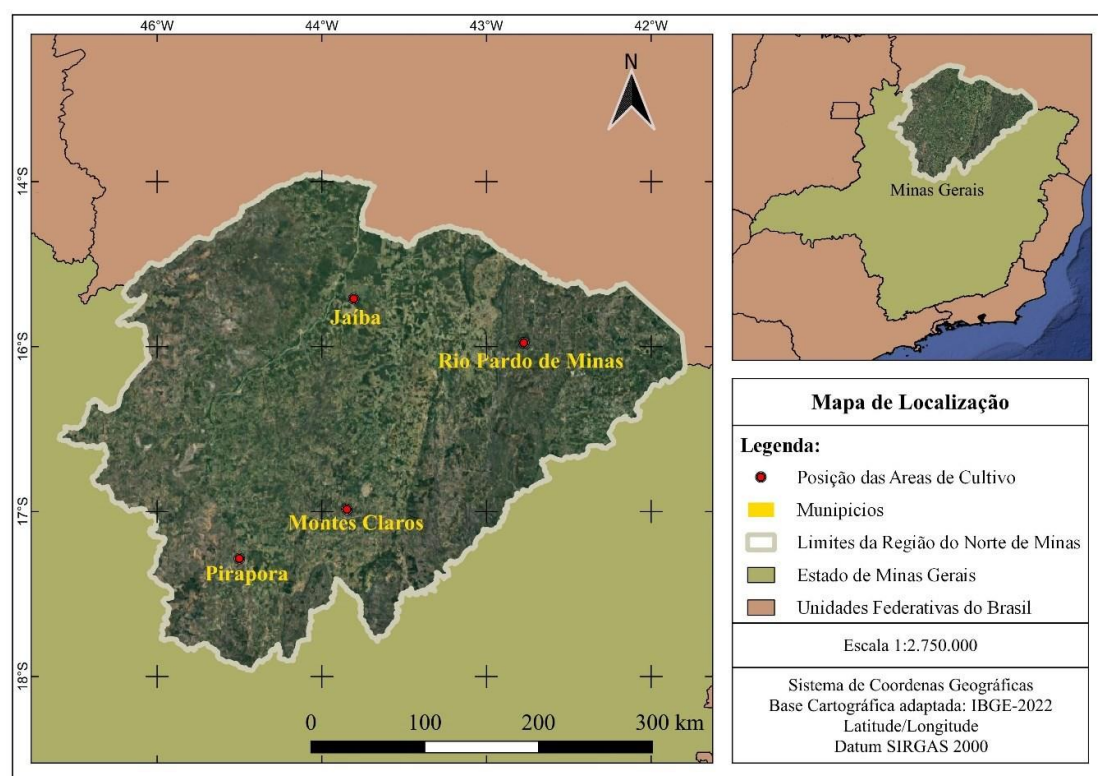 46°W 44°W 42°W 42°W
N
14°S
16°S
17°S
18°S
Jaíba
Rio Pardo de Minas
Montes Claros
Pirapora
0 100 200 300 km
Minas Gerais
Mapa de Localização
Legenda:
Posição das Areas de Cultivo
Munipicios
Limites da Região do Norte de Minas
Estado de Minas Gerais
Unidades Federativas do Brasil
Escala 1:2.750.000
Sistema de Coordenas Geográficas
Base Cartográfica adaptada: IBGE-2022
Latitude/Longitude
Datum SIRGAS 2000